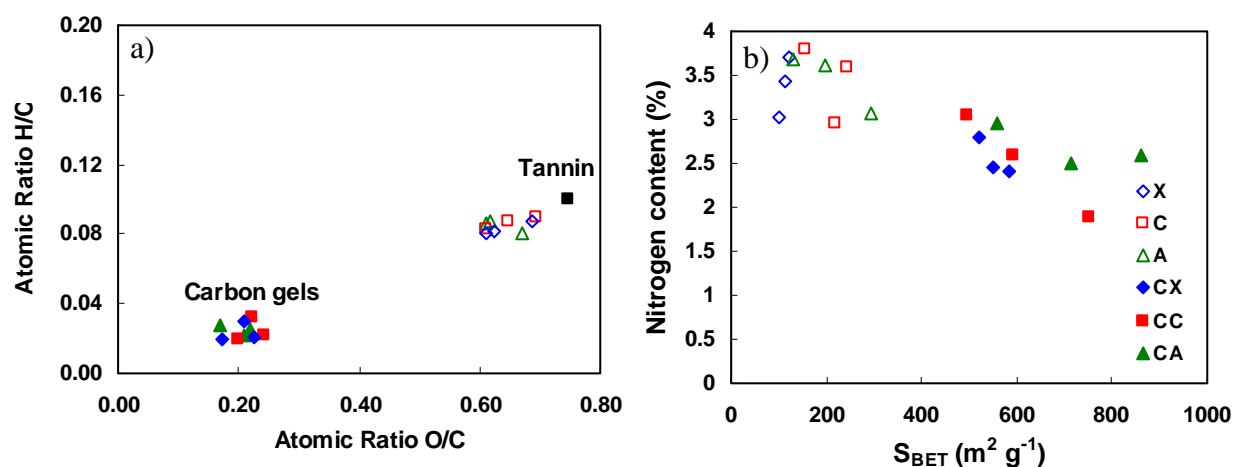 a)
0.20
0.16
0.12
0.08
0.04
0.00
Atomic Ratio H/C
Tannin
Carbon gels
0.00 0.20 0.40 0.60 0.80
Atomic Ratio O/C
b)
4
3.5
3
2.5
2
1.5
1
0.5
0
Nitrogen content (%)
X
C
A
CX
CC
CA
0 200 400 600 800 1000
S_BET (m² g⁻¹)